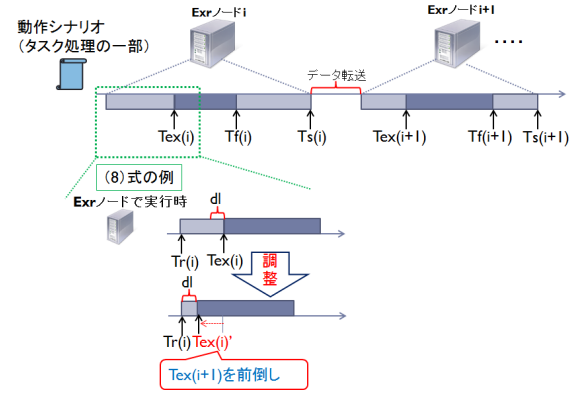 動作シナリオ
(タスク処理の一部)
Exrノードi
Exrノードi+1
....
データ転送
Tex(i)
Tf(i)
Ts(i)
Tex(i+1)
Tf(i+1)
Ts(i+1)
(8)式の例
Exrノードで実行時
dl
Tr(i)
Tex(i)
調
整
dl
Tr(i)
Tex(i)'
Tex(i+1)を前倒し